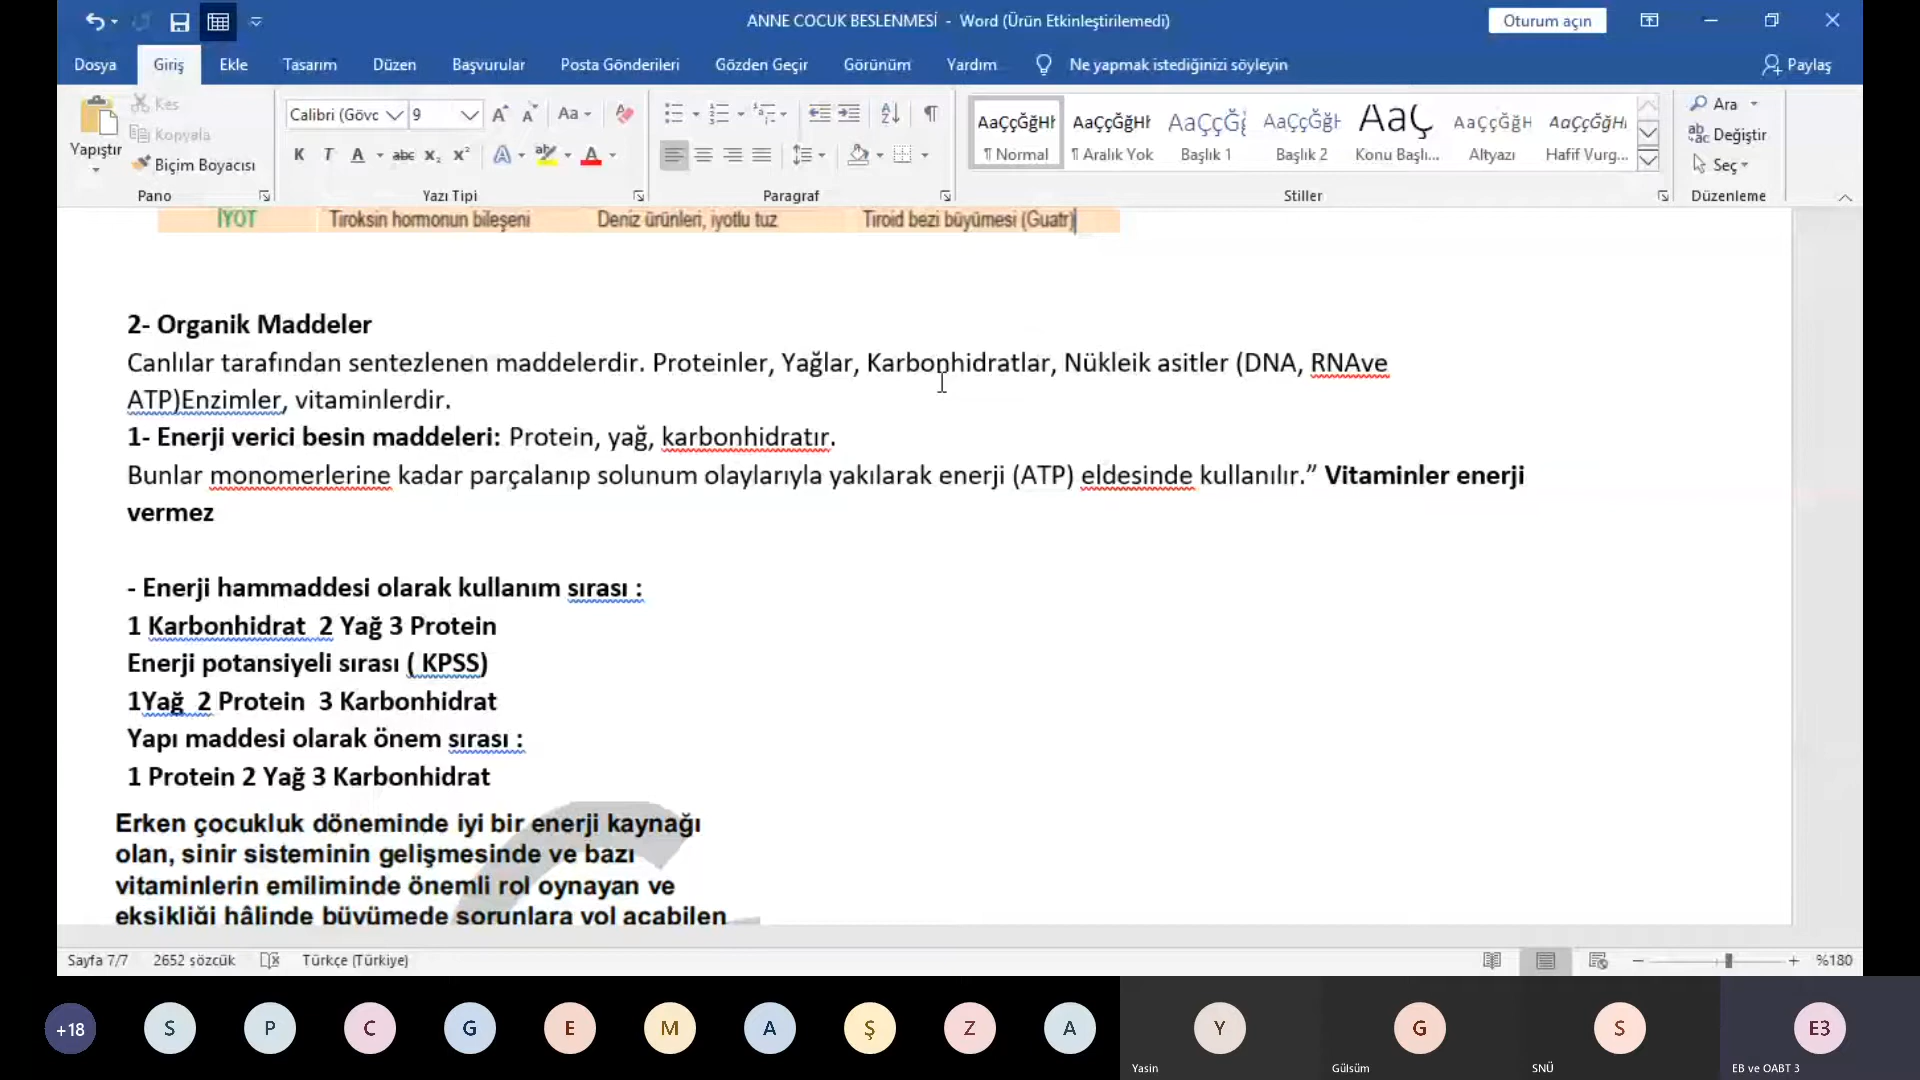 ANNE COCUK BESLENMESİ - Word (Ürün Etkinleştirilemedi)
Oturum açın
Dosya Giriş Ekle Tasarım Düzen Başvurular Posta Gönderileri Gözden Geçir Görünüm Yardım Ne yapmak istediğinizi söyleyin Paylaş
Yapıştır
Kes
Kopyala
Biçim Boyacısı
Pano
Calibri (Gövc 9
Aa
K T A abc x₂ x² A A
Yazı Tipi
Paragraf
AaÇçĞğHł AaÇçĞğHł AaÇçĞğ AaÇçĞğH AaÇ AaÇçĞğH AaÇçĞğHı
¶ Normal ¶ Aralık Yok Başlık 1 Başlık 2 Konu Başlı... Altyazı Hafif Vurg...
Stiller
Ara
Değiştir
Seç
Düzenleme
İYOT Tiroksin hormonun bileşeni Deniz ürünleri, iyotlu tuz Tiroid bezi büyümesi (Guatr)
2- Organik Maddeler
Canlılar tarafından sentezlenen maddelerdir. Proteinler, Yağlar, Karbonhidratlar, Nükleik asitler (DNA, RNAve
ATP)Enzimler, vitaminlerdir.
1- Enerji verici besin maddeleri: Protein, yağ, karbonhidratır.
Bunlar monomerlerine kadar parçalanıp solunum olaylarıyla yakılarak enerji (ATP) eldesinde kullanılır.” Vitaminler enerji
vermez
- Enerji hammaddesi olarak kullanım sırası :
1 Karbonhidrat 2 Yağ 3 Protein
Enerji potansiyeli sırası ( KPSS)
1Yağ 2 Protein 3 Karbonhidrat
Yapı maddesi olarak önem sırası :
1 Protein 2 Yağ 3 Karbonhidrat
Erken çocukluk döneminde iyi bir enerji kaynağı
olan, sinir sisteminin gelişmesinde ve bazı
vitaminlerin emiliminde önemli rol oynayan ve
eksikliği hâlinde büyümede sorunlara yol açabilen
Sayfa 7/7 2652 sözcük Türkçe (Türkiye) %180
+18 S P C G E M A Ş Z A Y G S E3
Yasin Gülsüm SNÜ EB ve OABT 3